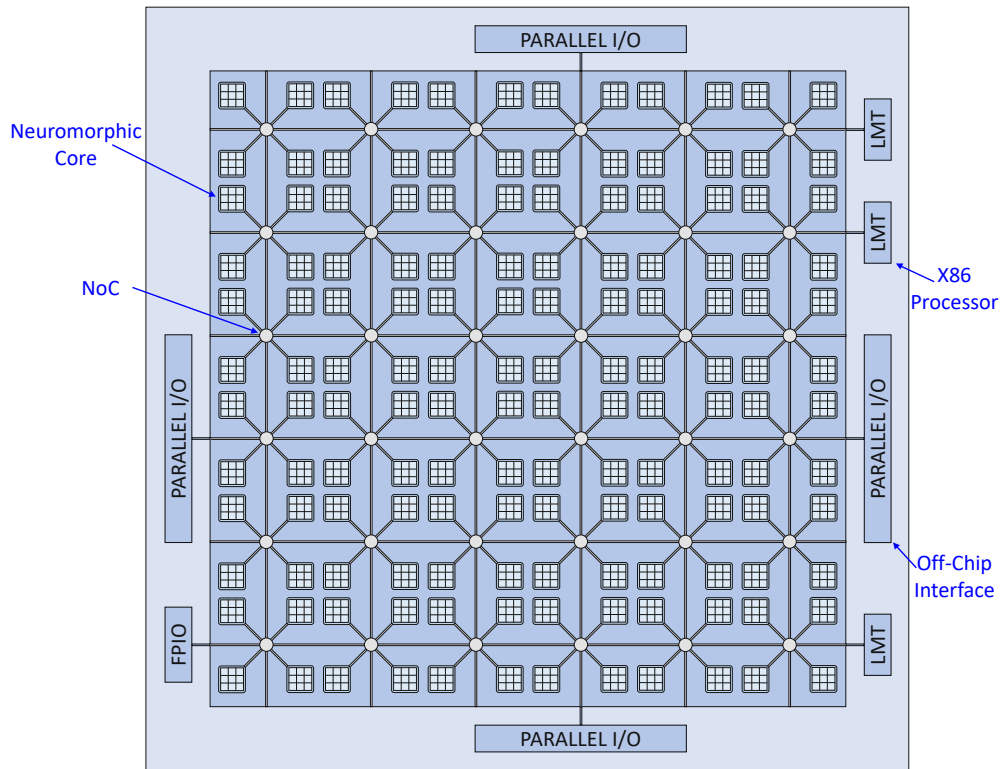 PARALLEL I/O
Neuromorphic
Core
LMT
LMT
X86
Processor
NoC
PARALLEL I/O
PARALLEL I/O
Off-Chip
Interface
FPIO
LMT
PARALLEL I/O